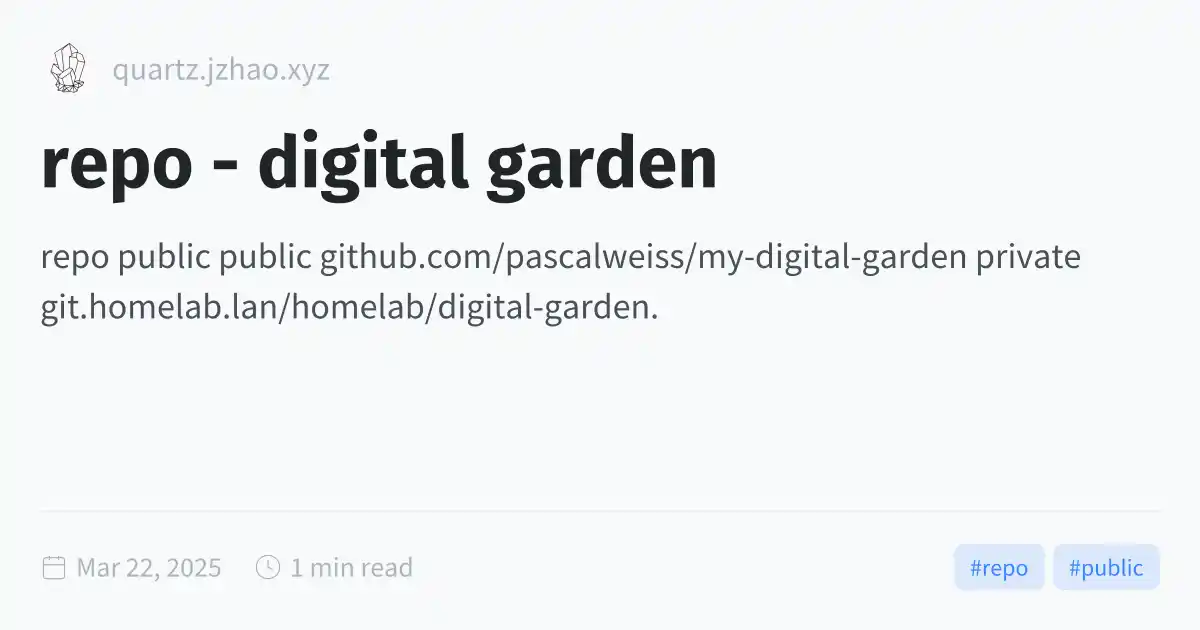 quartz.jzhao.xyz
repo - digital garden
repo public public github.com/pascalweiss/my-digital-garden private
git.homelab.lan/homelab/digital-garden.
Mar 22, 2025 1 min read #repo #public